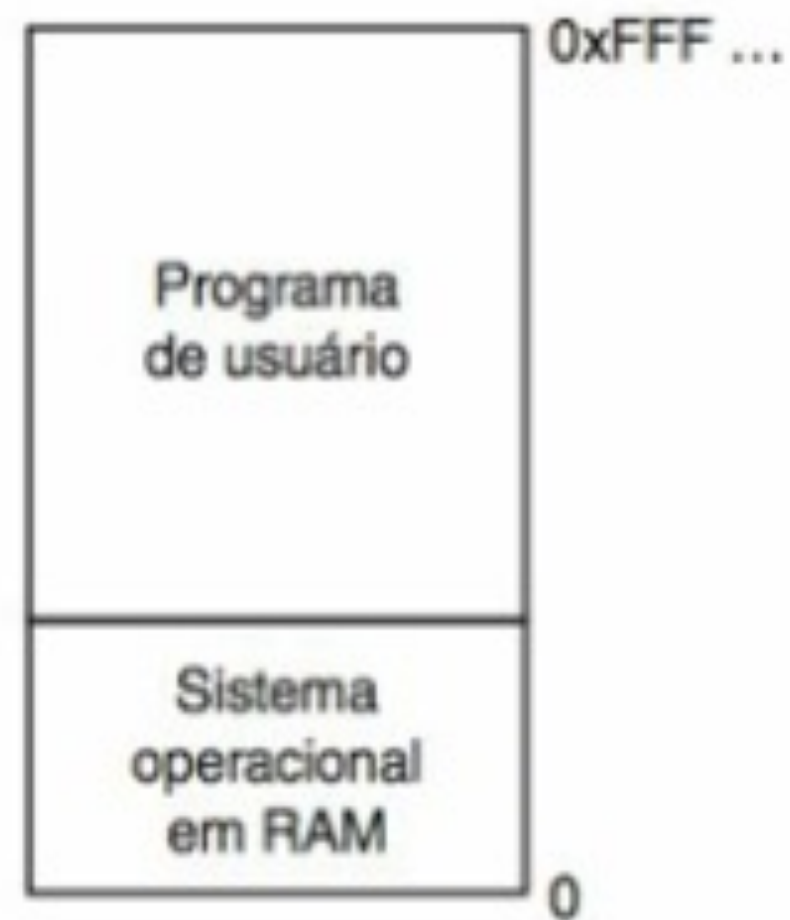 0xFFF ...
Programa
de usuário
Sistema
operacional
em RAM
0